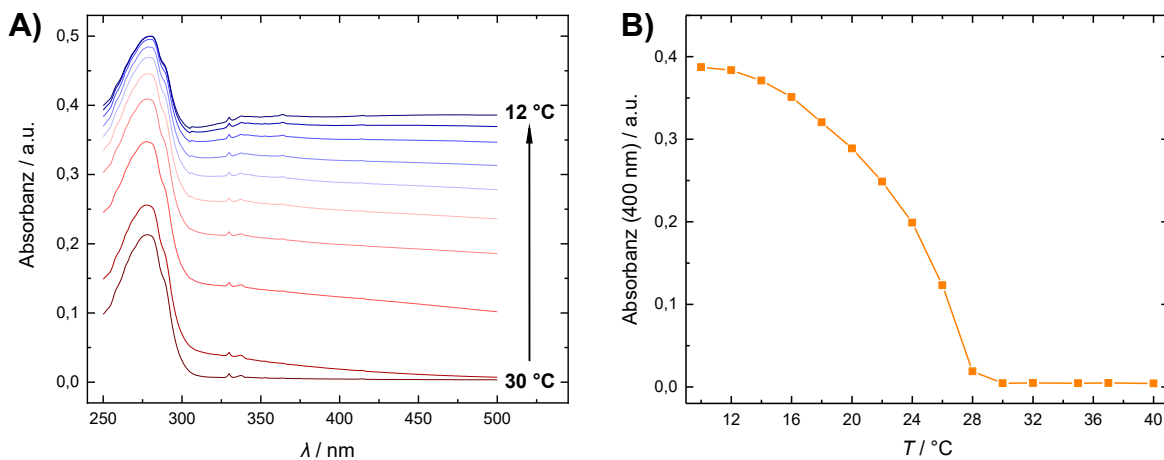 A)
Absorbanz / a.u.
0,5
0,4
0,3
0,2
0,1
0,0
12 °C
30 °C
250 300 350 400 450 500
λ / nm
B)
Absorbanz (400 nm) / a.u.
0,4
0,3
0,2
0,1
0,0
12 16 20 24 28 32 36 40
T / °C